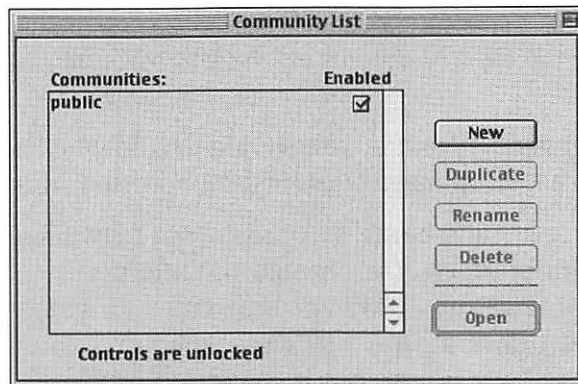 Community List
Communities: Enabled
public
New
Duplicate
Rename
Delete
Open
Controls are unlocked